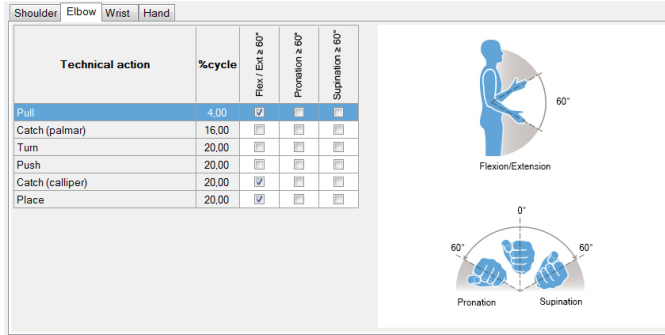 Shoulder Elbow Wrist Hand
Technical action %cycle Flex / Ext ≥ 60° Pronation ≥ 60° Supination ≥ 60°
Pull 4,00
Catch (palmar) 16,00
Turn 20,00
Push 20,00
Catch (calliper) 20,00
Place 20,00
60°
Flexion/Extension
0°
60° 60°
Pronation Supination